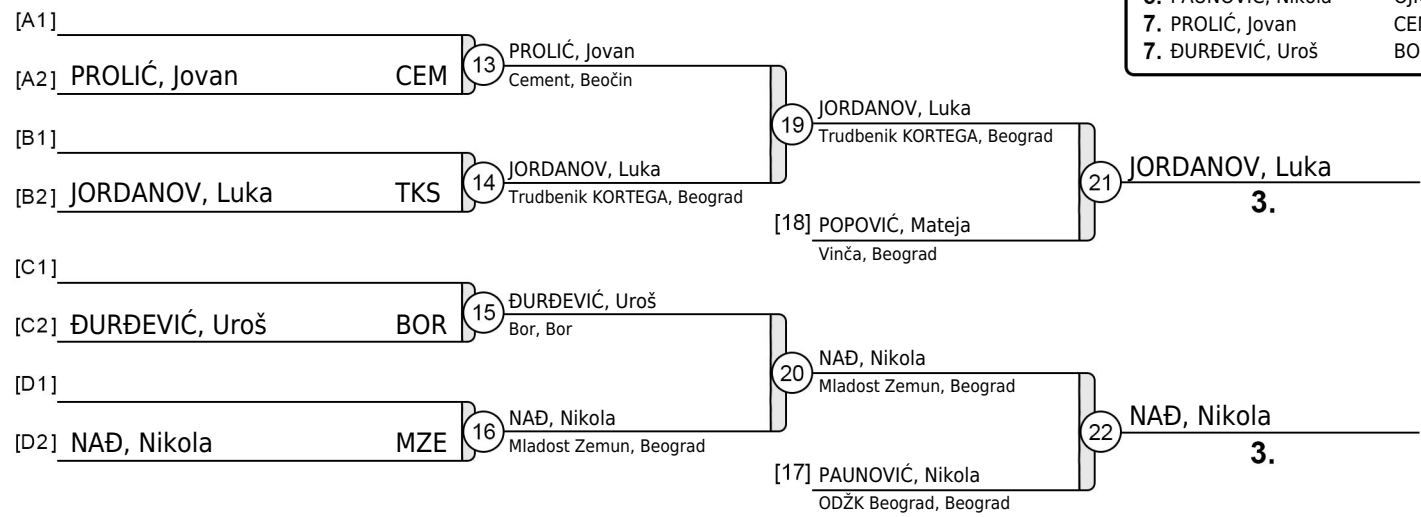 7. PROLIĆ, Jovan
7. ĐURĐEVIĆ, Uroš
[A1]
[A2] PROLIĆ, Jovan CEM
13 PROLIĆ, Jovan
Cement, Beočin
[B1]
[B2] JORDANOV, Luka TKS
14 JORDANOV, Luka
Trudbenik KORTEGA, Beograd
19 JORDANOV, Luka
Trudbenik KORTEGA, Beograd
[18] POPOVIĆ, Mateja
Vinča, Beograd
21 JORDANOV, Luka
3.
[C1]
[C2] ĐURĐEVIĆ, Uroš BOR
15 ĐURĐEVIĆ, Uroš
Bor, Bor
[D1]
[D2] NAĐ, Nikola MZE
16 NAĐ, Nikola
Mladost Zemun, Beograd
20 NAĐ, Nikola
Mladost Zemun, Beograd
[17] PAUNOVIĆ, Nikola
ODŽK Beograd, Beograd
22 NAĐ, Nikola
3.